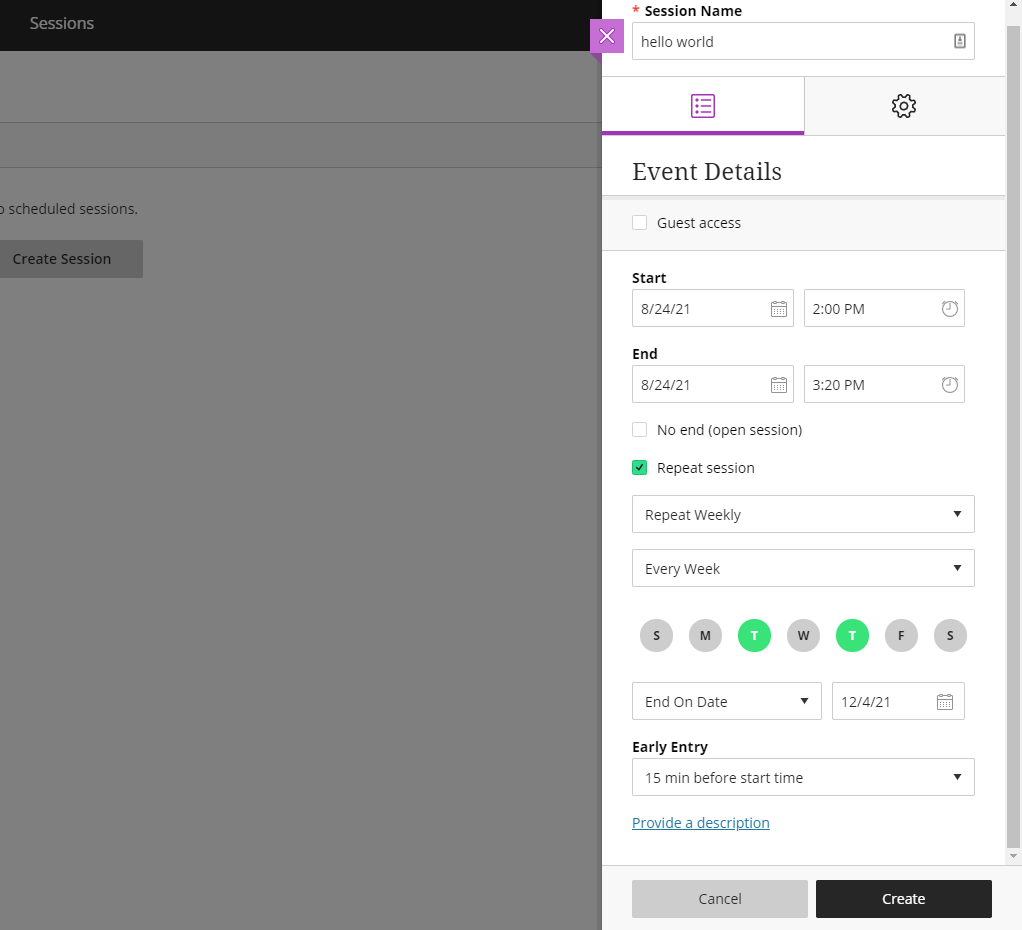 Sessions
* Session Name
hello world
Event Details
scheduled sessions.
Guest access
Create Session
Start
8/24/21 2:00 PM
End
8/24/21 3:20 PM
No end (open session)
Repeat session
Repeat Weekly
Every Week
S M T W T F S
End On Date 12/4/21
Early Entry
15 min before start time
Provide a description
Cancel Create